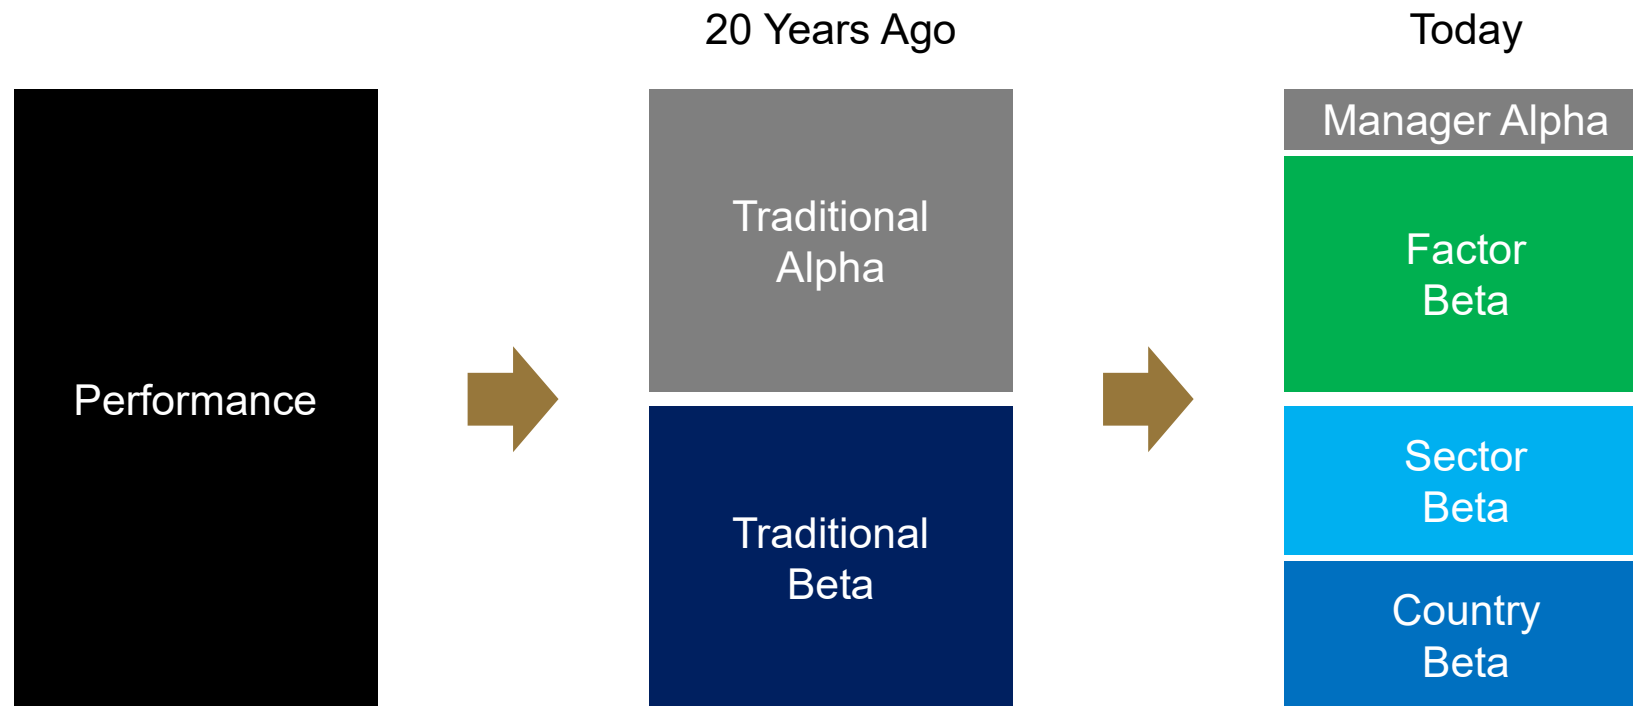 20 Years Ago
Today
Performance
Traditional
Alpha
Traditional
Beta
Manager Alpha
Factor
Beta
Sector
Beta
Country
Beta